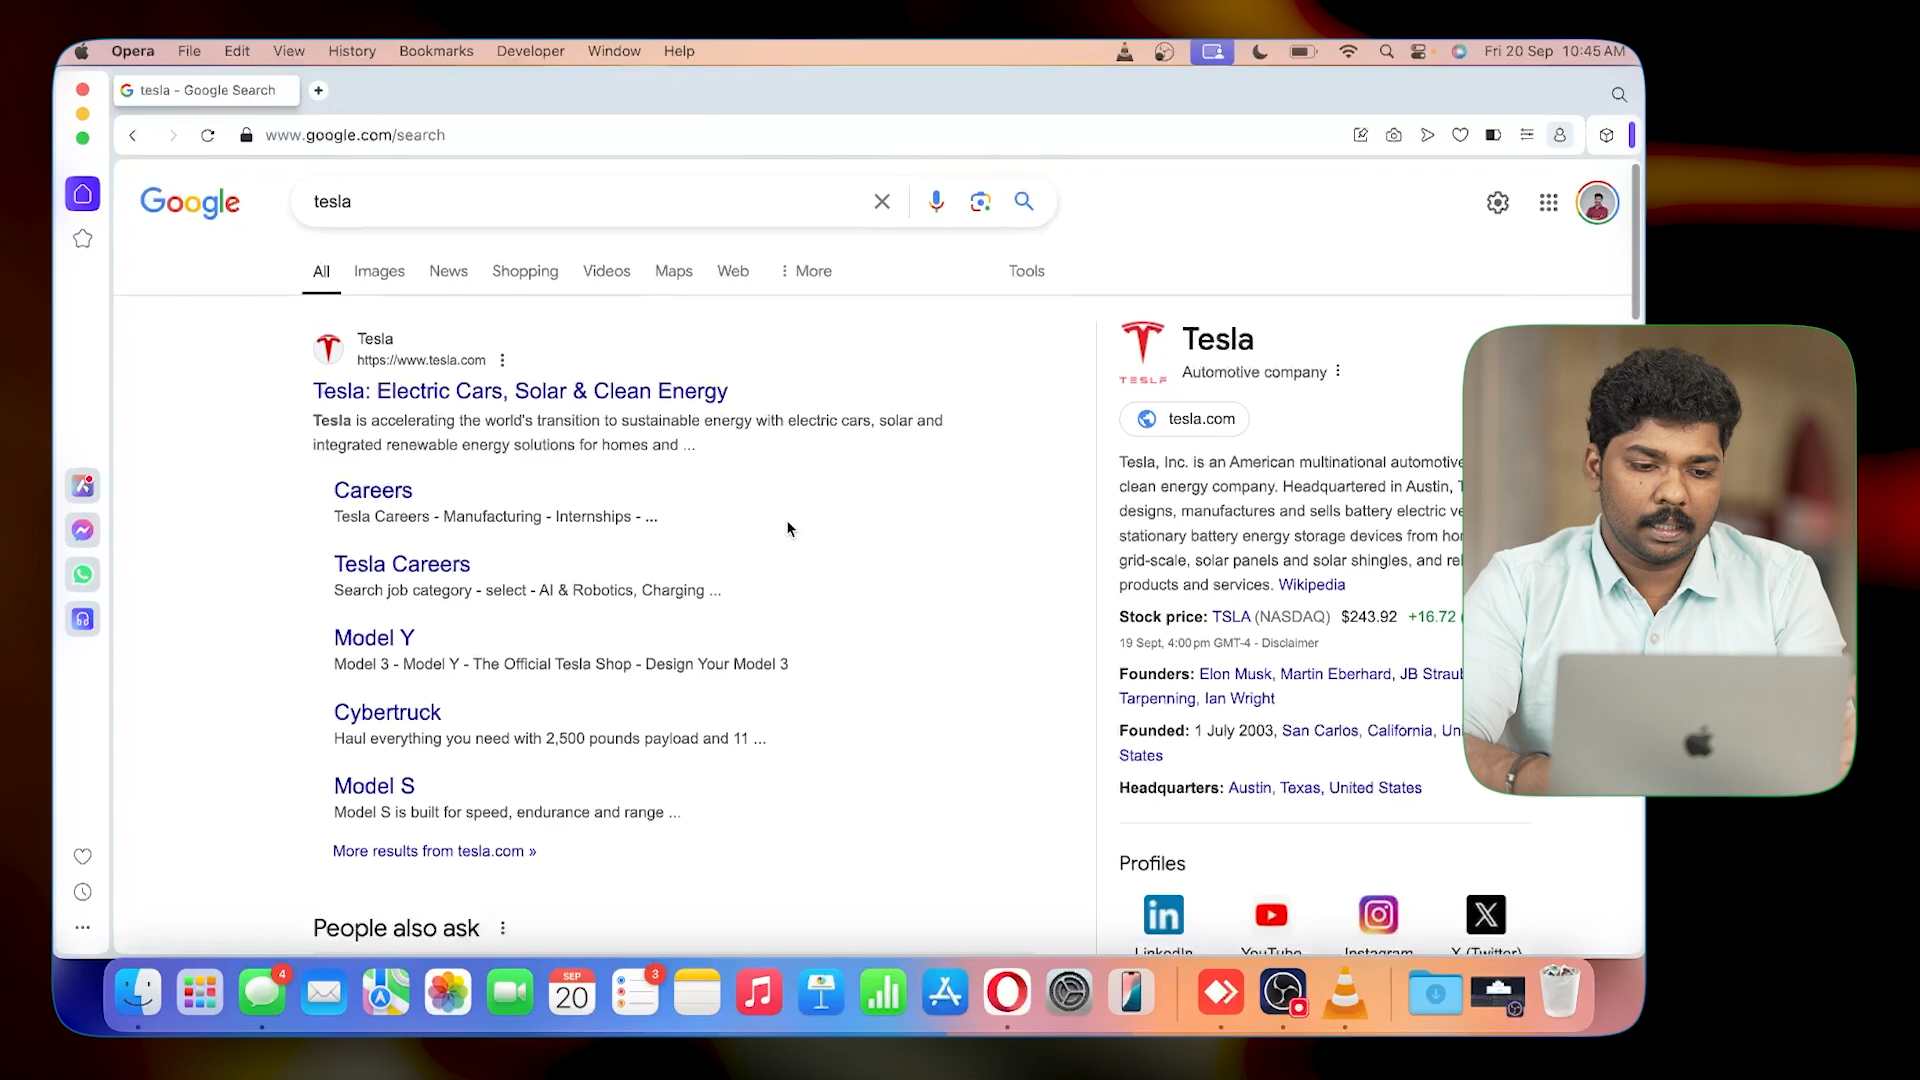 Opera File Edit View History Bookmarks Developer Window Help Fri 20 Sep 10:45 AM
tesla - Google Search
www.google.com/search
Google tesla
All Images News Shopping Videos Maps Web More Tools
Tesla
https://www.tesla.com
Tesla: Electric Cars, Solar & Clean Energy
Tesla is accelerating the world's transition to sustainable energy with electric cars, solar and
integrated renewable energy solutions for homes and ...
Careers
Tesla Careers - Manufacturing - Internships - ...
Tesla Careers
Search job category - select - AI & Robotics, Charging ...
Model Y
Model 3 - Model Y - The Official Tesla Shop - Design Your Model 3
Cybertruck
Haul everything you need with 2,500 pounds payload and 11 ...
Model S
Model S is built for speed, endurance and range ...
More results from tesla.com »
People also ask
TESLA
Tesla
Automotive company
tesla.com
Tesla, Inc. is an American multinational automotive
clean energy company. Headquartered in Austin,
designs, manufactures and sells battery electric
stationary battery energy storage devices from
grid-scale, solar panels and solar shingles, and
products and services. Wikipedia
Stock price: TSLA (NASDAQ) $243.92 +16.72
19 Sept, 4:00 pm GMT-4 - Disclaimer
Founders: Elon Musk, Martin Eberhard, JB
Tarpenning, Ian Wright
Founded: 1 July 2003, San Carlos, California,
States
Headquarters: Austin, Texas, United States
Profiles
LinkedIn YouTube Instagram X (Twitter)
4
SEP
20
3